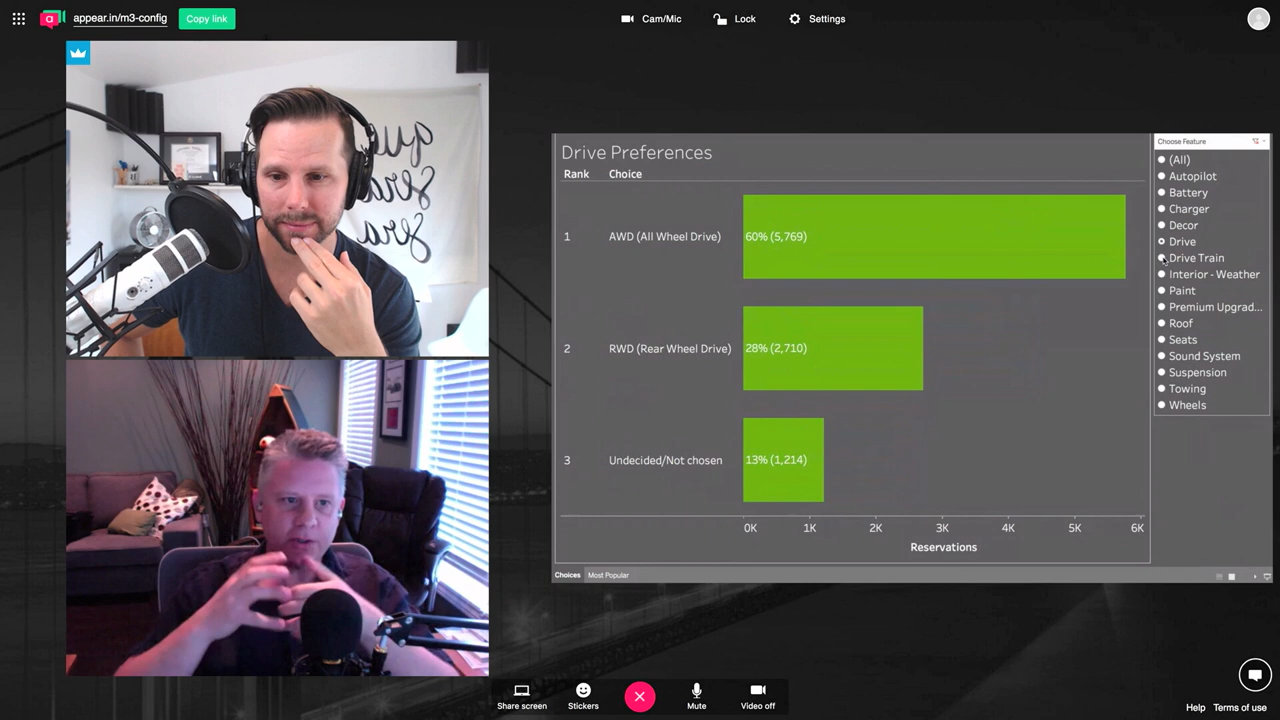 appear.in/m3-config
Copy link
Cam/Mic
Lock
Settings
que
sera
sera
Drive Preferences
Rank Choice
1 AWD (All Wheel Drive) 60% (5,769)
2 RWD (Rear Wheel Drive) 28% (2,710)
3 Undecided/Not chosen 13% (1,214)
0K 1K 2K 3K 4K 5K 6K
Reservations
Choices Most Popular
Choose Feature
(All)
Autopilot
Battery
Charger
Decor
Drive
Drive Train
Interior - Weather
Paint
Premium Upgrad...
Roof
Seats
Sound System
Suspension
Towing
Wheels
Share screen
Stickers
Mute
Video off
Help Terms of use